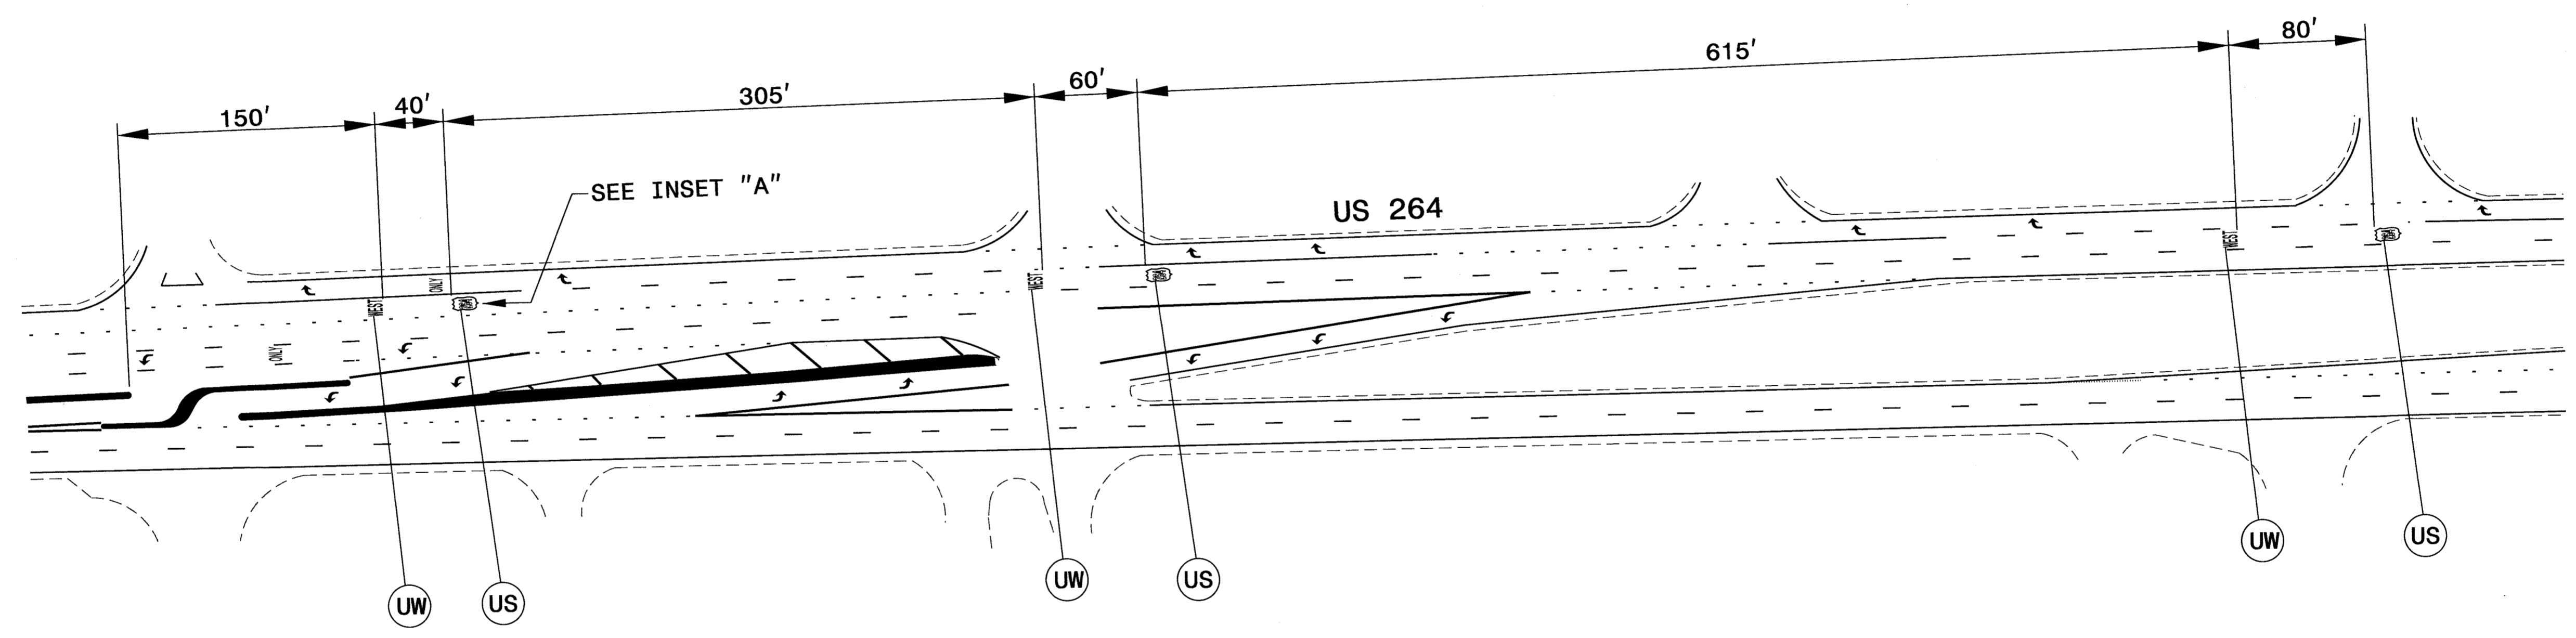 150'
40'
305'
60'
615'
80'
SEE INSET "A"
US 264
WEST
ONLY
ONLY
WEST
WEST
UW
US
UW
US
UW
US